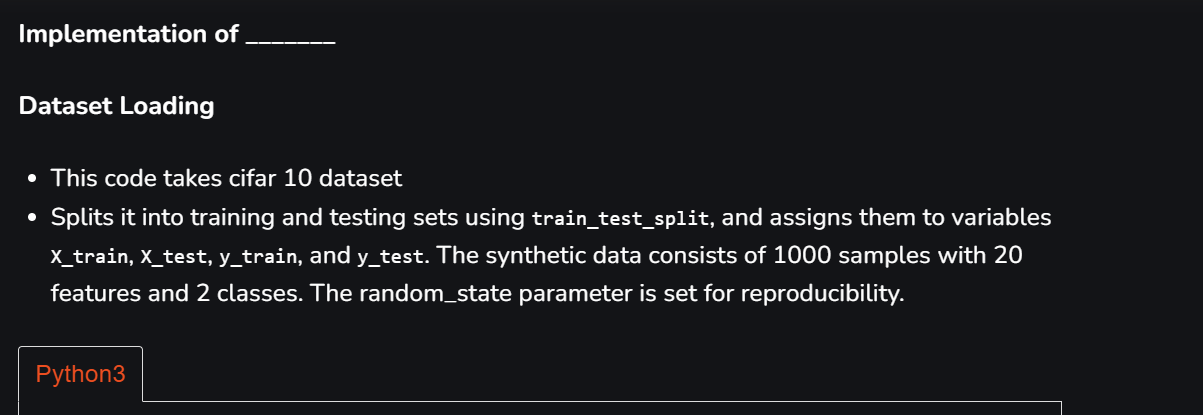 Implementation of _______
Dataset Loading
• This code takes cifar 10 dataset
• Splits it into training and testing sets using train_test_split, and assigns them to variables
X_train, X_test, y_train, and y_test. The synthetic data consists of 1000 samples with 20
features and 2 classes. The random_state parameter is set for reproducibility.
Python3